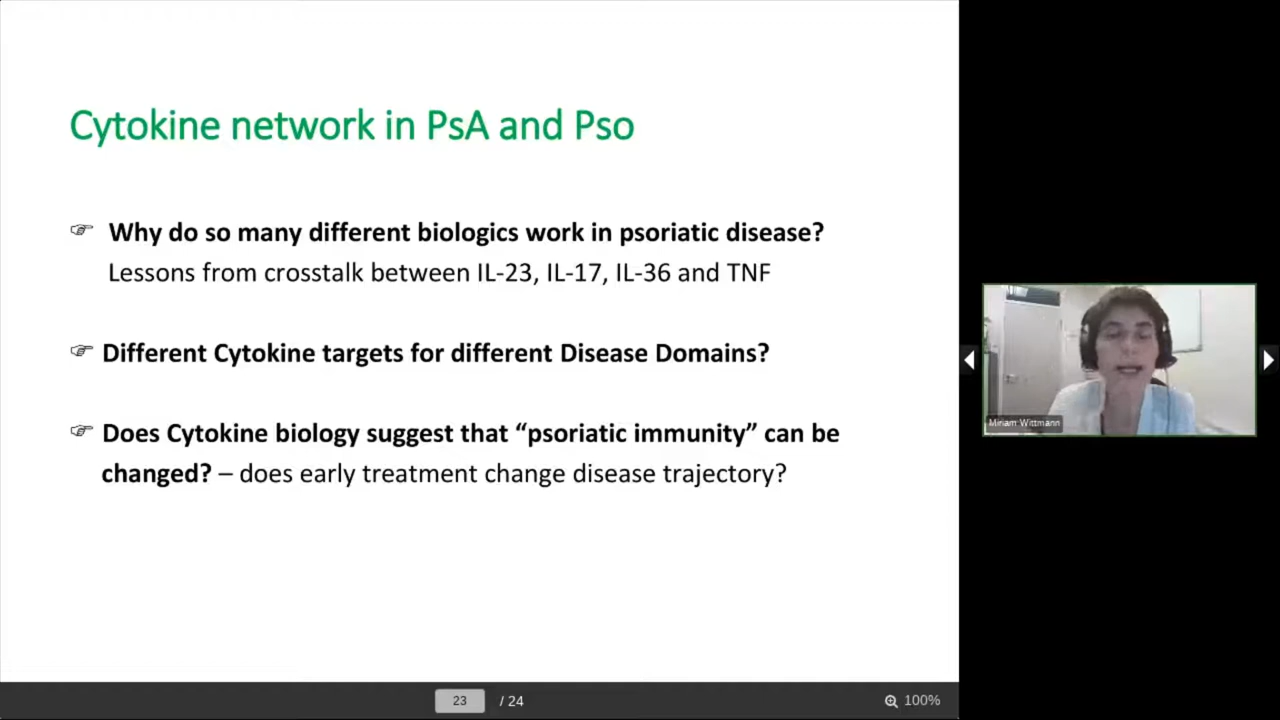 Cytokine network in PsA and Pso
Why do so many different biologics work in psoriatic disease?
Lessons from crosstalk between IL-23, IL-17, IL-36 and TNF
Different Cytokine targets for different Disease Domains?
Does Cytokine biology suggest that “psoriatic immunity” can be
changed? – does early treatment change disease trajectory?
Miriam Wittmann
23 / 24
100%